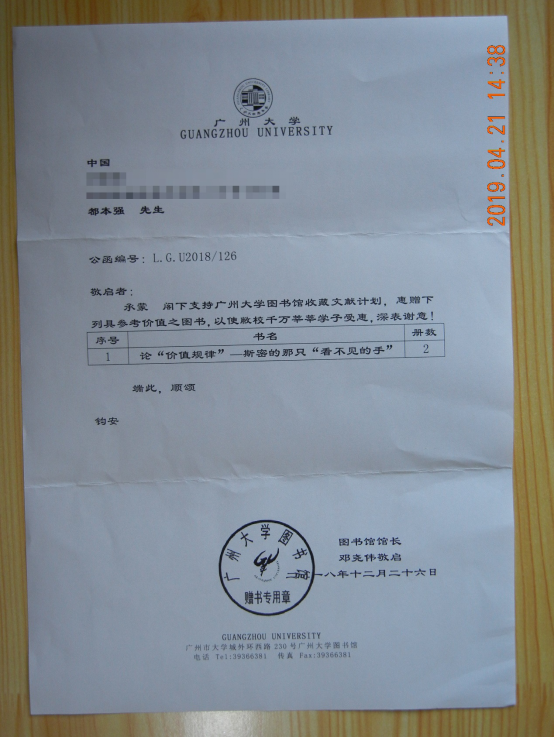 2019.04.21 14:38
广州大学
GUANGZHOU UNIVERSITY
中国
都本强 先生
公函编号：L.G.U2018/126
敬启者：
承蒙 阁下支持广州大学图书馆收藏文献计划，惠赠下
列具参考价值之图书，以使敝校千万莘莘学子受惠，深表谢意！
序号 书名 册数
1 论“价值规律”—斯密的那只“看不见的手” 2
端此，顺颂
钧安
图书馆馆长
邓尧伟敬启
一八年十二月二十六日
广州大学图书馆
赠书专用章
GUANGZHOU UNIVERSITY
广州市大学城外环西路230号广州大学图书馆
电话 Tel:39366381 传真 Fax:39366381